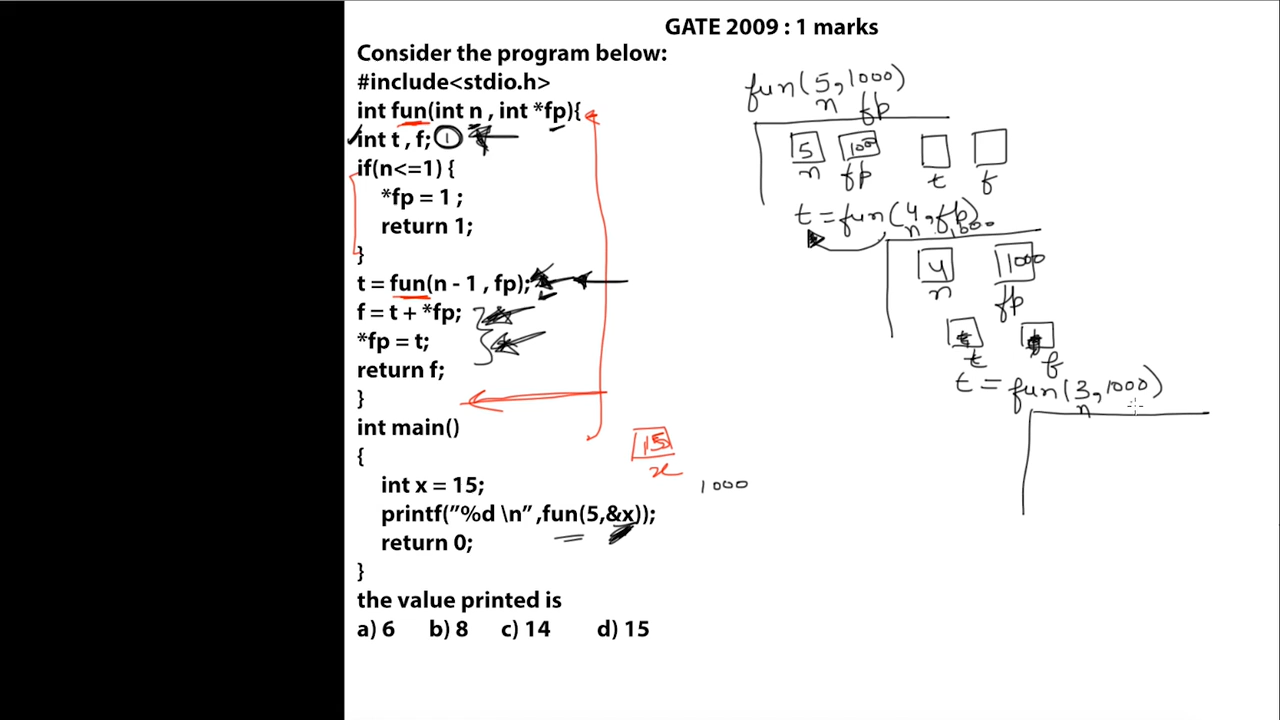 GATE 2009 : 1 marks
Consider the program below:
#include<stdio.h>
int fun(int n , int *fp){
int t , f; 1
if(n<=1) {
*fp = 1 ;
return 1;
}
t = fun(n - 1 , fp);
f = t + *fp;
*fp = t;
return f;
}
int main()
{
int x = 15;
printf("%d \n" ,fun(5,&x));
return 0;
}
the value printed is
a) 6 b) 8 c) 14 d) 15
15
x
1000
fun(5,1000)
n fp
5 100
n fp t f
t = fun(4, fp)
n 1000
4 1000
n fp
t f
t = fun(3,1000)
n